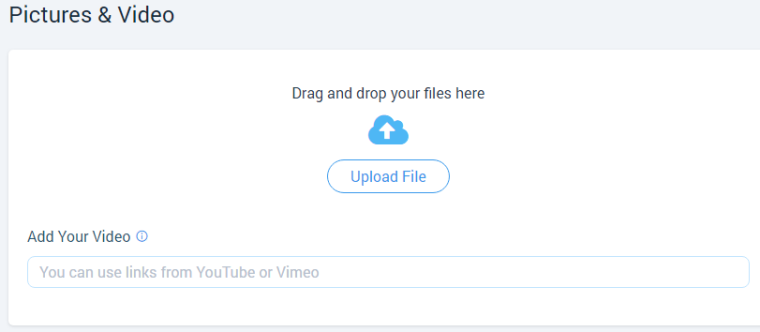 Pictures & Video
Drag and drop your files here
Upload File
Add Your Video
You can use links from YouTube or Vimeo